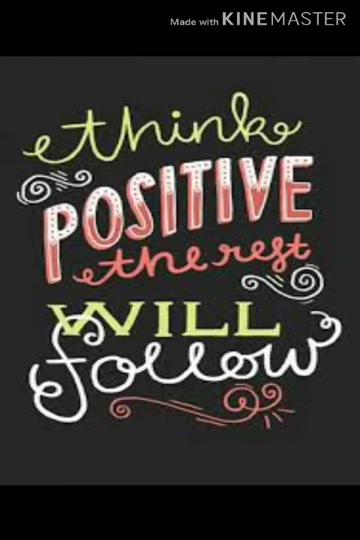 Made with KINEMASTER
think
POSITIVE
the rest
WILL
follow